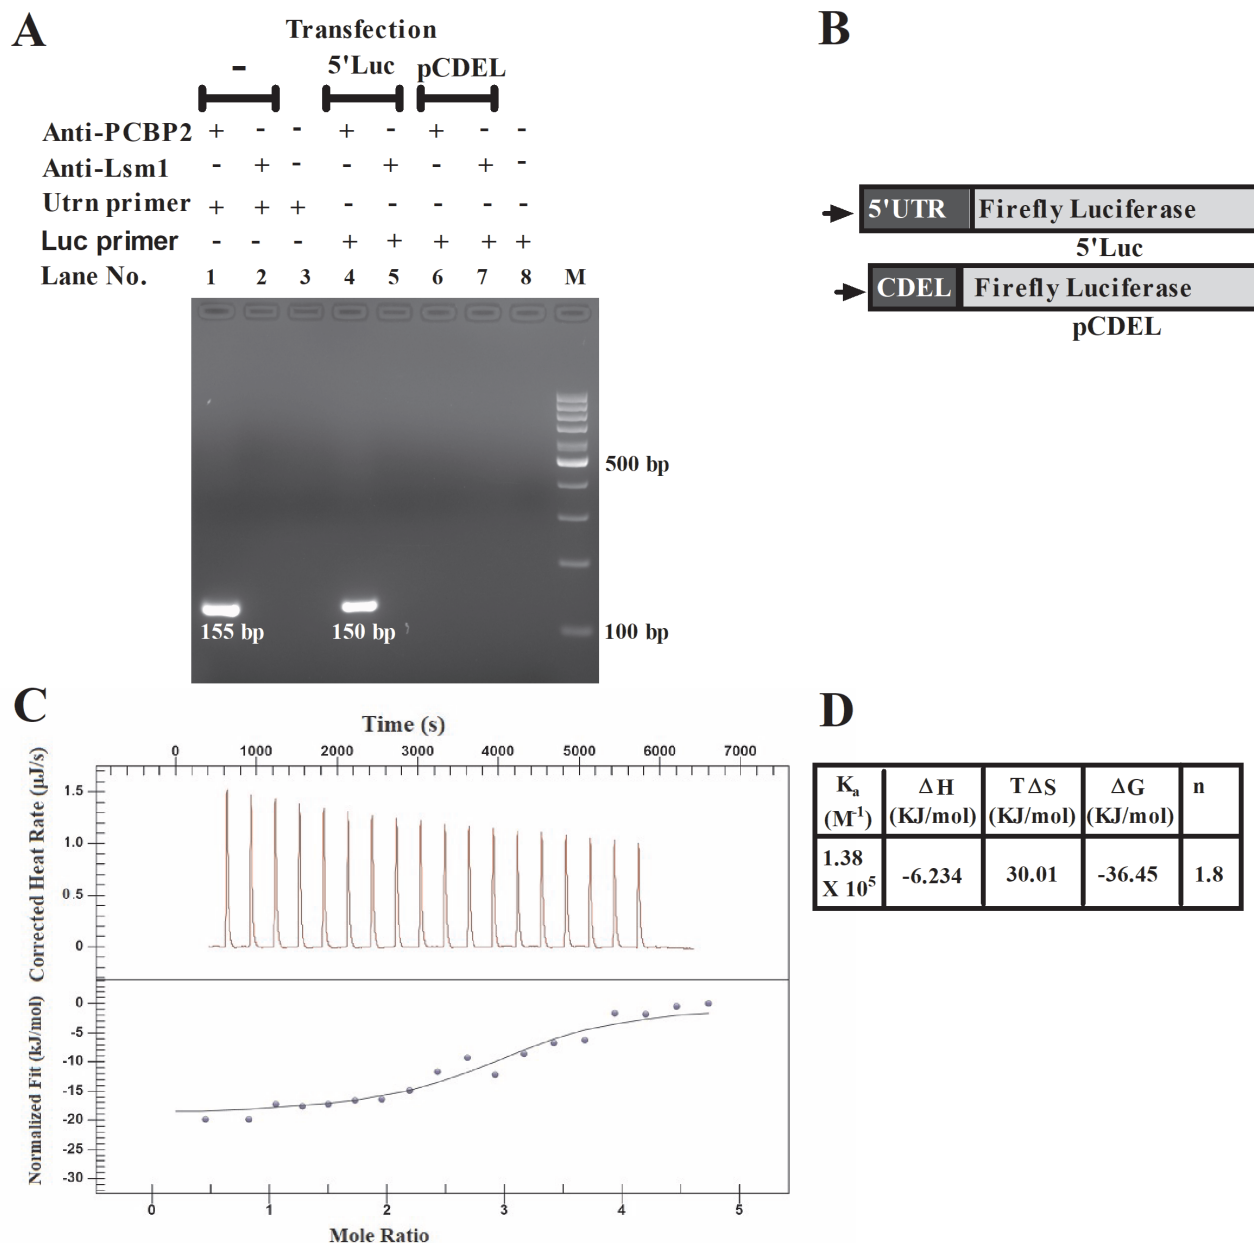 A
Transfection
- 5'Luc pCDEL
Anti-PCBP2 + - - + - + - -
Anti-Lsm1 - + - - + - + -
Utrn primer + + + - - - - -
Luc primer - - - + + + + +
Lane No. 1 2 3 4 5 6 7 8 M
500 bp
155 bp 150 bp 100 bp
B
5'UTR Firefly Luciferase
5'Luc
CDEL Firefly Luciferase
pCDEL
C
Time (s)
0 1000 2000 3000 4000 5000 6000 7000
Corrected Heat Rate (µJ/s)
1.5
1.0
0.5
0
Normalized Fit (kJ/mol)
0
-5
-10
-15
-20
-25
-30
0 1 2 3 4 5
Mole Ratio
D
Ka ΔH TΔS ΔG n
(M-1) (KJ/mol) (KJ/mol) (KJ/mol)
1.38
X 10⁵ -6.234 30.01 -36.45 1.8